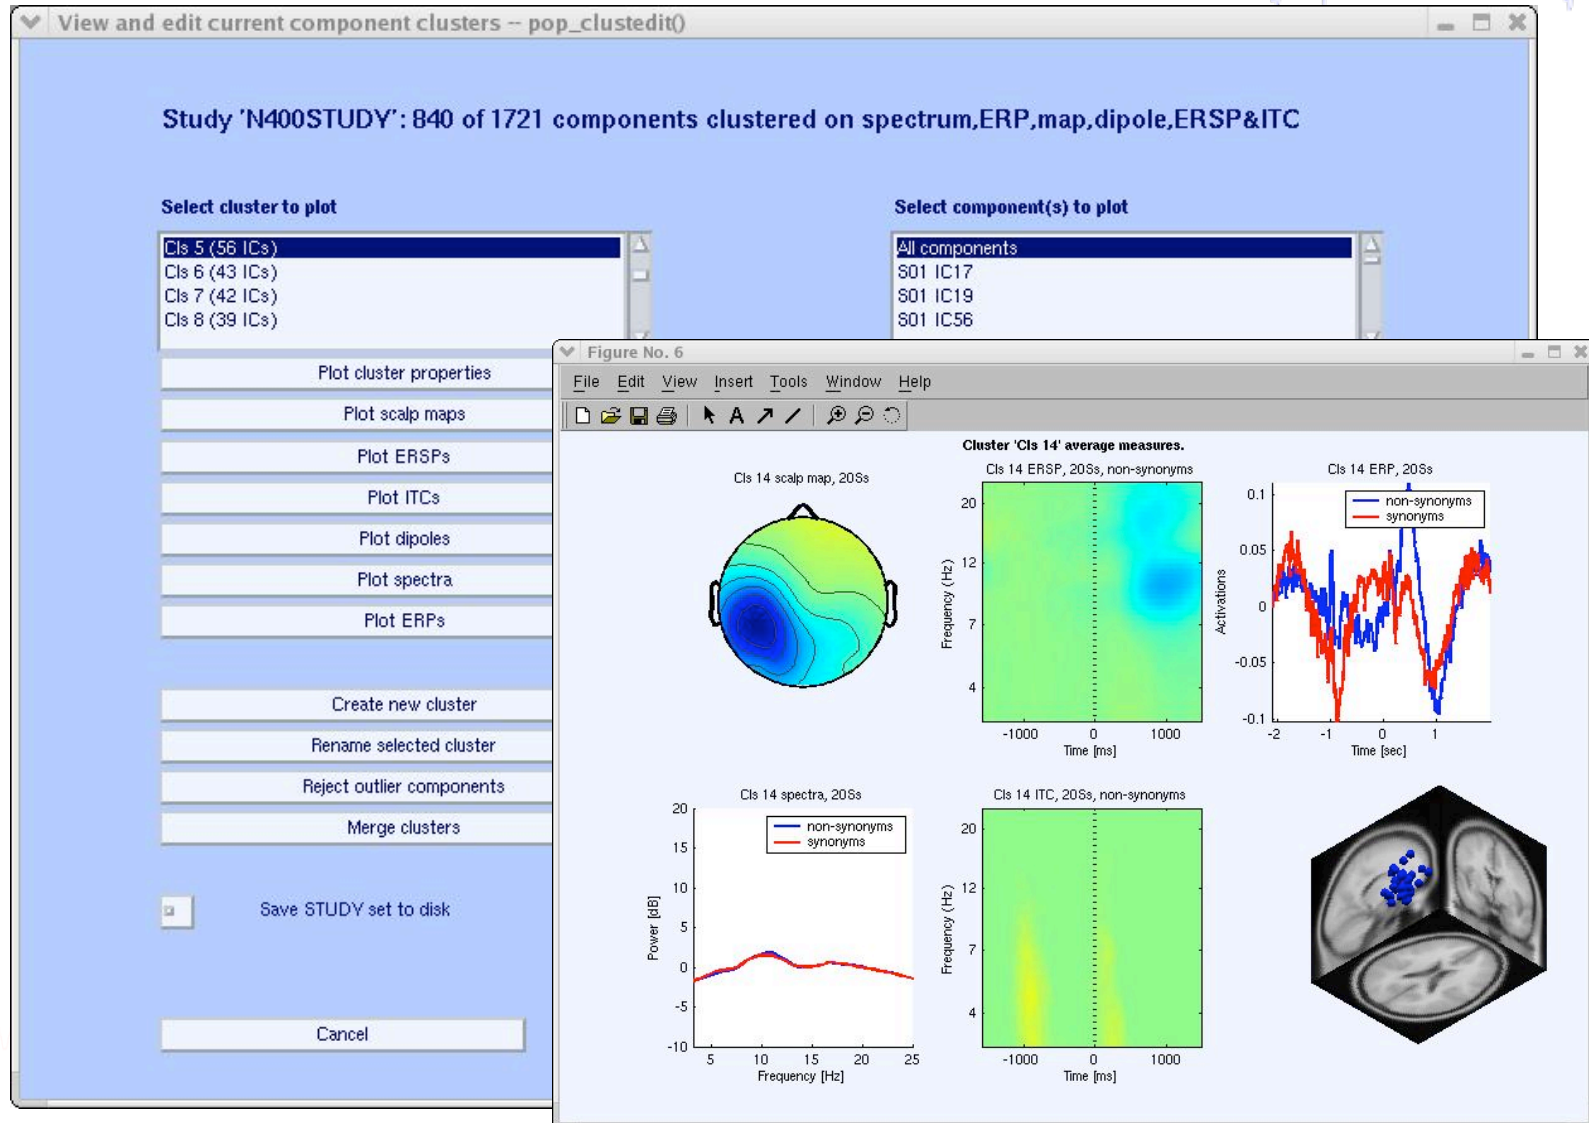 View and edit current component clusters -- pop_clustedit()
Study 'N400STUDY': 840 of 1721 components clustered on spectrum,ERP,map,dipole,ERSP&ITC
Select cluster to plot
Cls 5 (56 ICs)
Cls 6 (43 ICs)
Cls 7 (42 ICs)
Cls 8 (39 ICs)
Select component(s) to plot
All components
S01 IC17
S01 IC19
S01 IC56
Plot cluster properties
Plot scalp maps
Plot ERSPs
Plot ITCs
Plot dipoles
Plot spectra
Plot ERPs
Create new cluster
Rename selected cluster
Reject outlier components
Merge clusters
Save STUDY set to disk
Cancel
Figure No. 6
File Edit View Insert Tools Window Help
A
Cluster 'Cls 14' average measures.
Cls 14 scalp map, 20Ss
Cls 14 ERSP, 20Ss, non-synonyms
20
12
7
4
Frequency (Hz)
-1000 0 1000
Time [ms]
Cls 14 ERP, 20Ss
non-synonyms
synonyms
0.1
0.05
0
-0.05
-0.1
Activations
-2 -1 0 1
Time [sec]
Cls 14 spectra, 20Ss
non-synonyms
synonyms
20
15
10
5
0
-5
-10
Power [dB]
5 10 15 20 25
Frequency [Hz]
Cls 14 ITC, 20Ss, non-synonyms
20
12
7
4
Frequency (Hz)
-1000 0 1000
Time [ms]